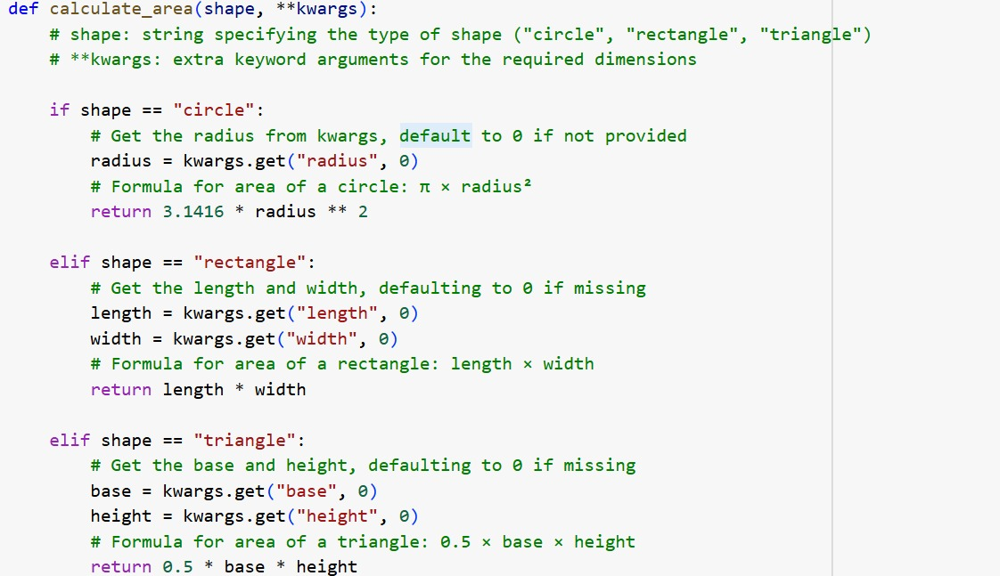 def calculate_area(shape, **kwargs):
    # shape: string specifying the type of shape ("circle", "rectangle", "triangle")
    # **kwargs: extra keyword arguments for the required dimensions

    if shape == "circle":
        # Get the radius from kwargs, default to 0 if not provided
        radius = kwargs.get("radius", 0)
        # Formula for area of a circle: π × radius²
        return 3.1416 * radius ** 2

    elif shape == "rectangle":
        # Get the length and width, defaulting to 0 if missing
        length = kwargs.get("length", 0)
        width = kwargs.get("width", 0)
        # Formula for area of a rectangle: length × width
        return length * width

    elif shape == "triangle":
        # Get the base and height, defaulting to 0 if missing
        base = kwargs.get("base", 0)
        height = kwargs.get("height", 0)
        # Formula for area of a triangle: 0.5 × base × height
        return 0.5 * base * height